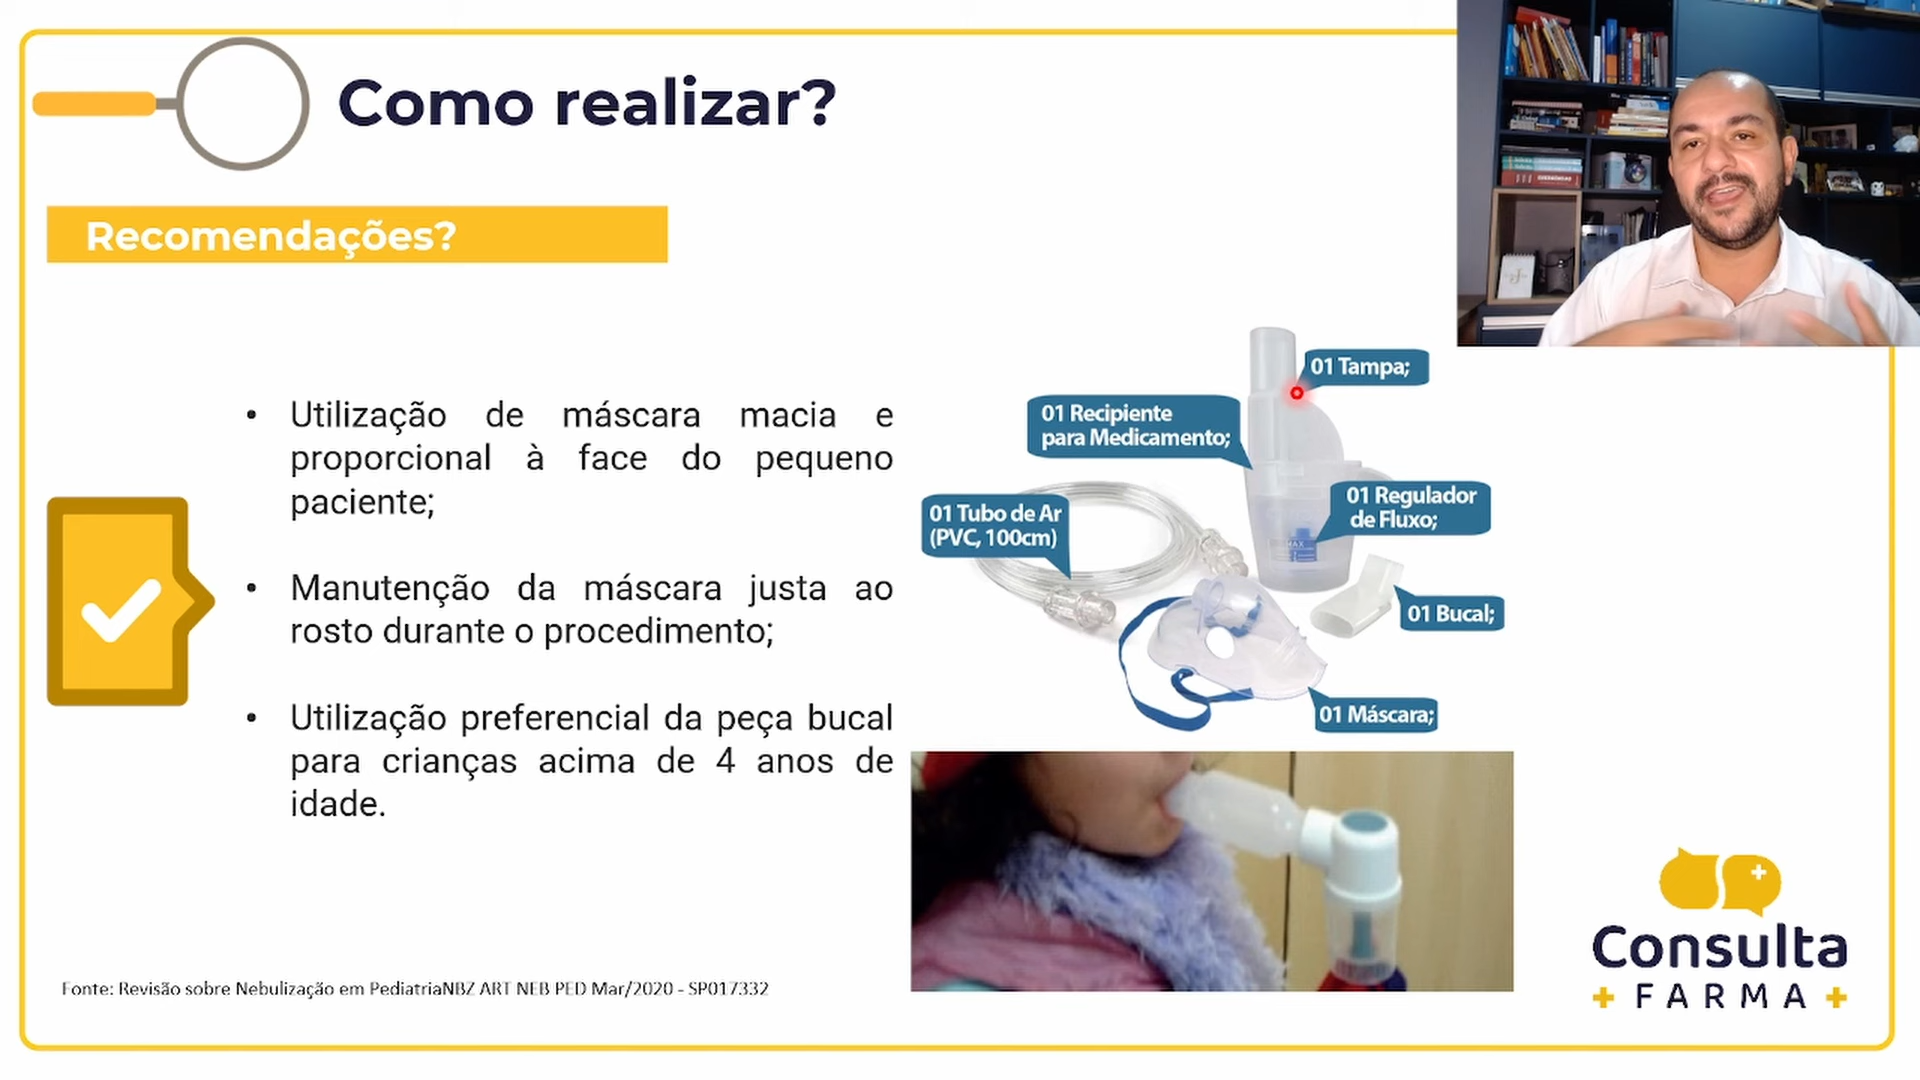 Como realizar?
Recomendações?
• Utilização de máscara macia e
proporcional à face do pequeno
paciente;
• Manutenção da máscara justa ao
rosto durante o procedimento;
• Utilização preferencial da peça bucal
para crianças acima de 4 anos de
idade.
01 Tampa;
01 Recipiente
para Medicamento;
01 Regulador
de Fluxo;
01 Tubo de Ar
(PVC, 100cm)
01 Bucal;
01 Máscara;
Fonte: Revisão sobre Nebulização em PediatriaNBZ ART NEB PED Mar/2020 - SP017332
Consulta
+ FARMA +